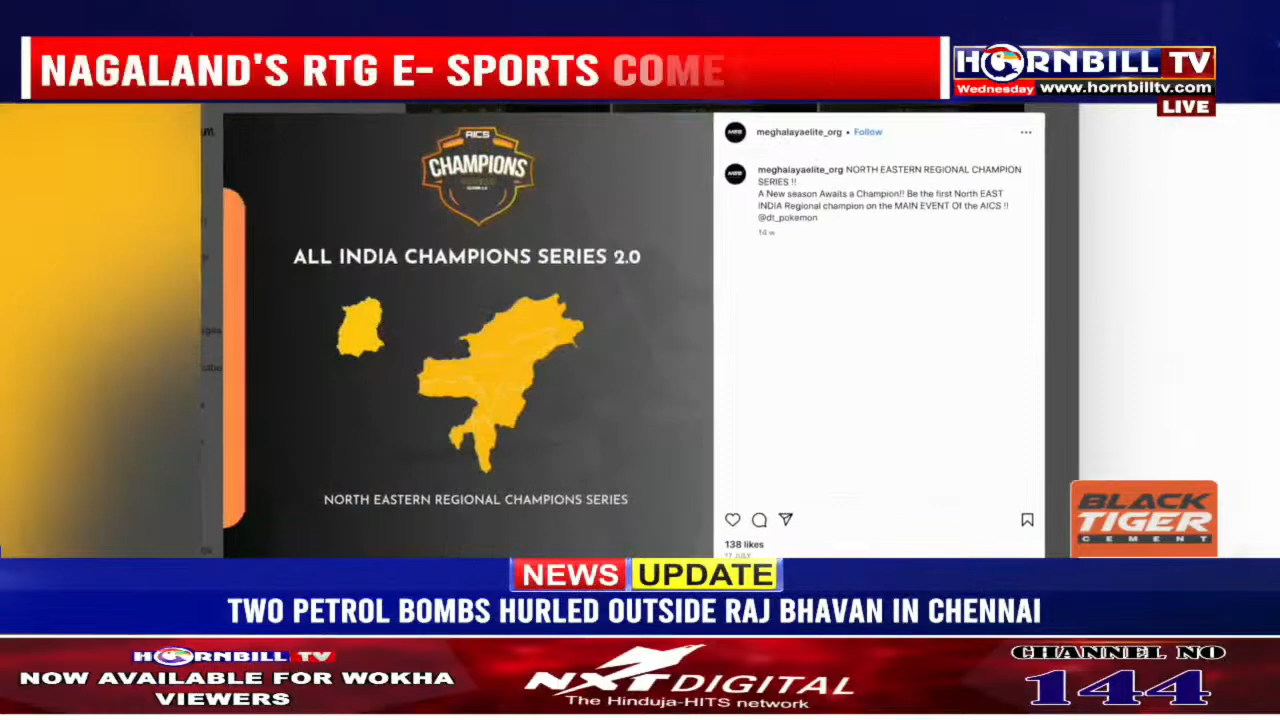 NAGALAND'S RTG E- SPORTS COME
HORNBILL TV
Wednesday www.hornbilltv.com
LIVE
AICS
CHAMPIONS
ALL INDIA CHAMPIONS SERIES 2.0
NORTH EASTERN REGIONAL CHAMPIONS SERIES
meghalayaelite_org • Follow
meghalayaelite_org NORTH EASTERN REGIONAL CHAMPION
SERIES !!
A New season Awaits a Champion!! Be the first North EAST
INDIA Regional champion on the MAIN EVENT Of the AICS !!
@dt_pokemon
14 w
138 likes
17 JULY
BLACK
TIGER
CEMENT
NEWS UPDATE
TWO PETROL BOMBS HURLED OUTSIDE RAJ BHAVAN IN CHENNAI
HORNBILL TV
NOW AVAILABLE FOR WOKHA
VIEWERS
NXTDIGITAL
The Hinduja-HITS network
CHANNEL NO
144